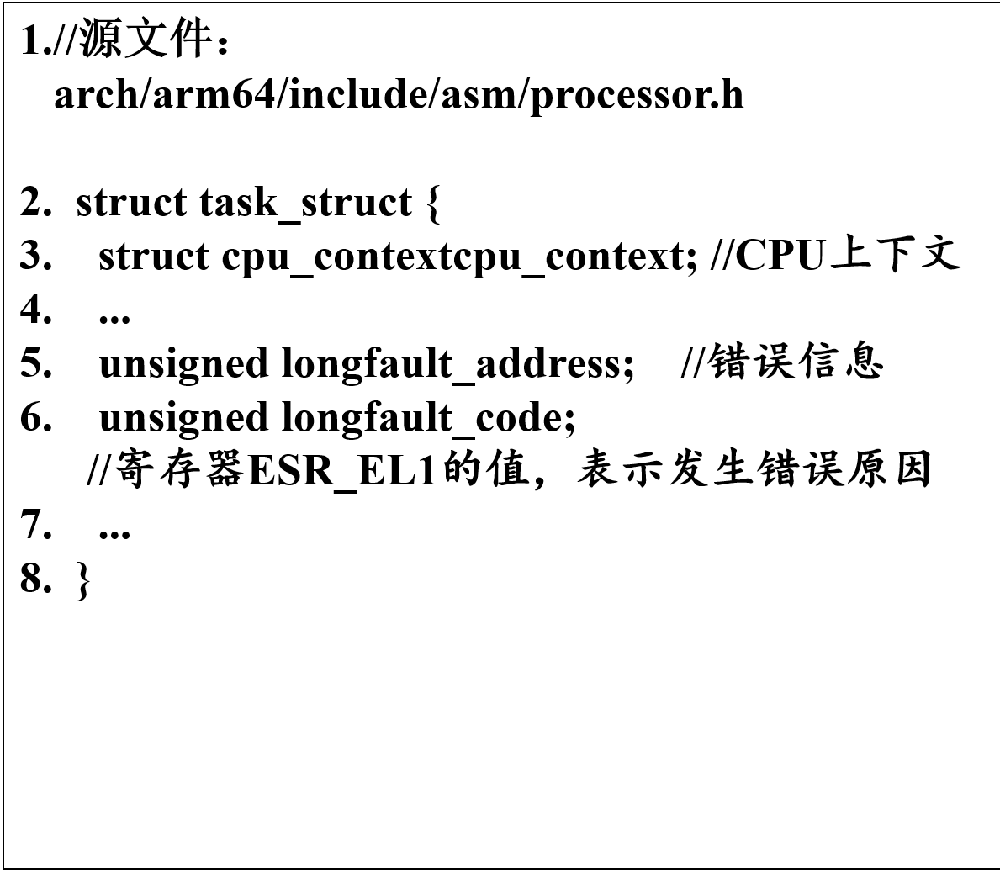 1.//源文件：
arch/arm64/include/asm/processor.h
2. struct task_struct {
3. struct cpu_contextcpu_context; //CPU上下文
4. ...
5. unsigned longfault_address; //错误信息
6. unsigned longfault_code;
//寄存器ESR_EL1的值，表示发生错误原因
7. ...
8. }